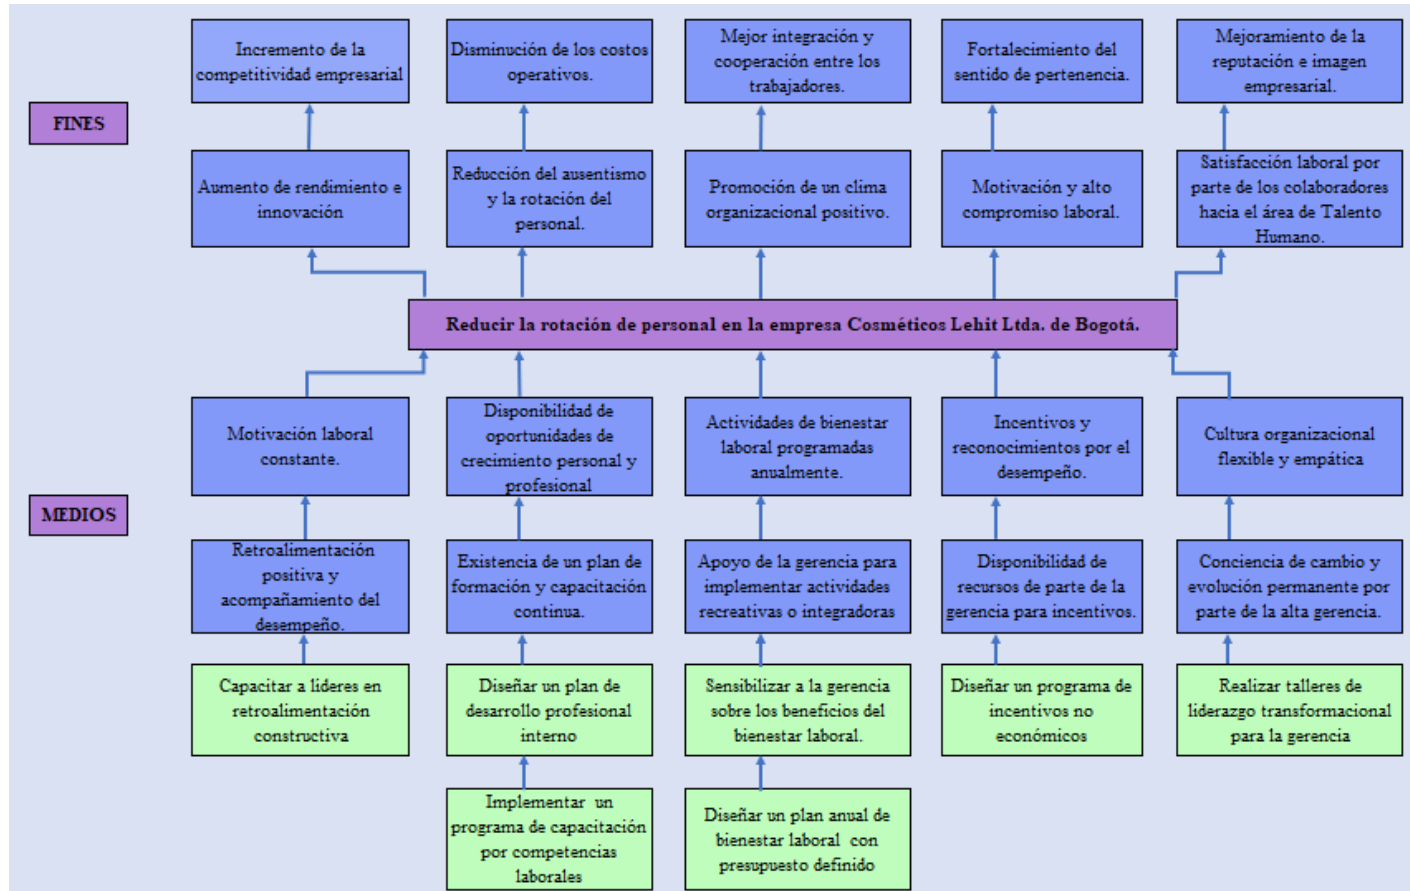 Incremento de la
competitividad empresarial
Disminución de los costos
operativos.
Mejor integración y
cooperación entre los
trabajadores.
Fortalecimiento del
sentido de pertenencia.
Mejoramiento de la
reputación e imagen
empresarial.
FINES
Aumento de rendimiento e
innovación
Reducción del ausentismo
y la rotación del
personal.
Promoción de un clima
organizacional positivo.
Motivación y alto
compromiso laboral.
Satisfacción laboral por
parte de los colaboradores
hacia el área de Talento
Humano.
Reducir la rotación de personal en la empresa Cosméticos Lehit Ltda. de Bogotá.
Motivación laboral
constante.
Disponibilidad de
oportunidades de
crecimiento personal y
profesional
Actividades de bienestar
laboral programadas
anualmente.
Incentivos y
reconocimientos por el
desempeño.
Cultura organizacional
flexible y empática
MEDIOS
Retroalimentación
positiva y
acompañamiento del
desempeño.
Existencia de un plan de
formación y capacitación
continua.
Apoyo de la gerencia para
implementar actividades
recreativas o integradoras
Disponibilidad de
recursos de parte de la
gerencia para incentivos.
Conciencia de cambio y
evolución permanente por
parte de la alta gerencia.
Capacitar a líderes en
retroalimentación
constructiva
Diseñar un plan de
desarrollo profesional
interno
Sensibilizar a la gerencia
sobre los beneficios del
bienestar laboral.
Diseñar un programa de
incentivos no
económicos
Realizar talleres de
liderazgo transformacional
para la gerencia
Implementar un
programa de capacitación
por competencias
laborales
Diseñar un plan anual de
bienestar laboral con
presupuesto definido